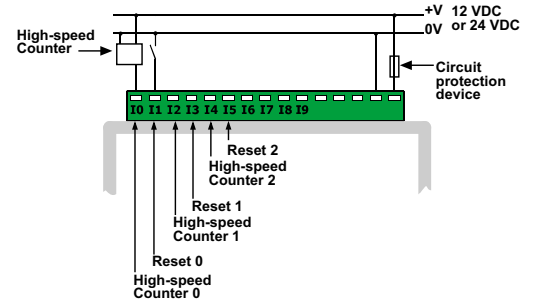 +V 12 VDC
or 24 VDC
0V
High-speed
Counter
Circuit
protection
device
I0 I1 I2 I3 I4 I5 I6 I7 I8 I9
Reset 2
High-speed
Counter 2
Reset 1
High-speed
Counter 1
Reset 0
High-speed
Counter 0